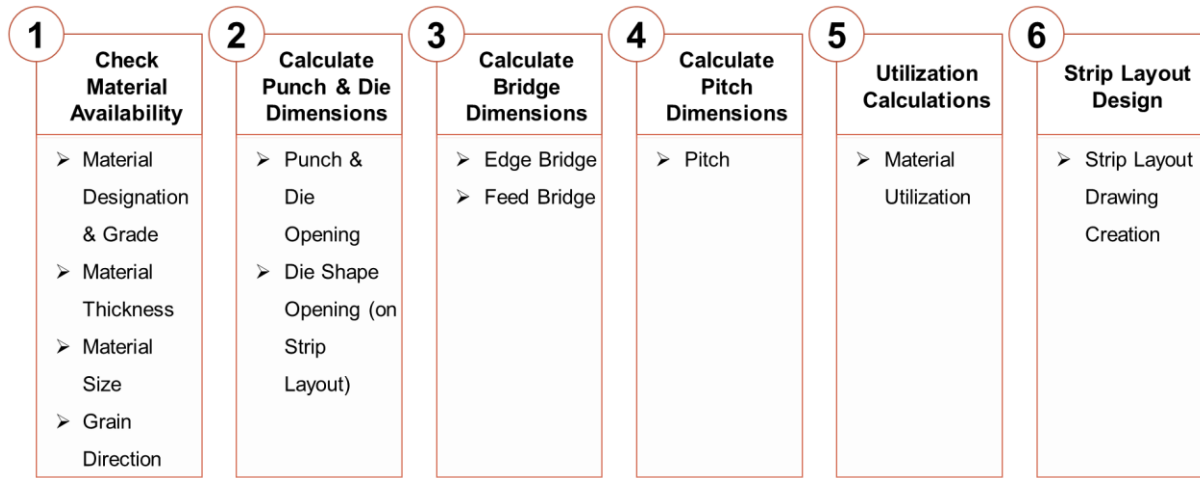 1
Check
Material
Availability
➢ Material
Designation
& Grade
➢ Material
Thickness
➢ Material
Size
➢ Grain
Direction
2
Calculate
Punch & Die
Dimensions
➢ Punch &
Die
Opening
➢ Die Shape
Opening (on
Strip
Layout)
3
Calculate
Bridge
Dimensions
➢ Edge Bridge
➢ Feed Bridge
4
Calculate
Pitch
Dimensions
➢ Pitch
5
Utilization
Calculations
➢ Material
Utilization
6
Strip Layout
Design
➢ Strip Layout
Drawing
Creation